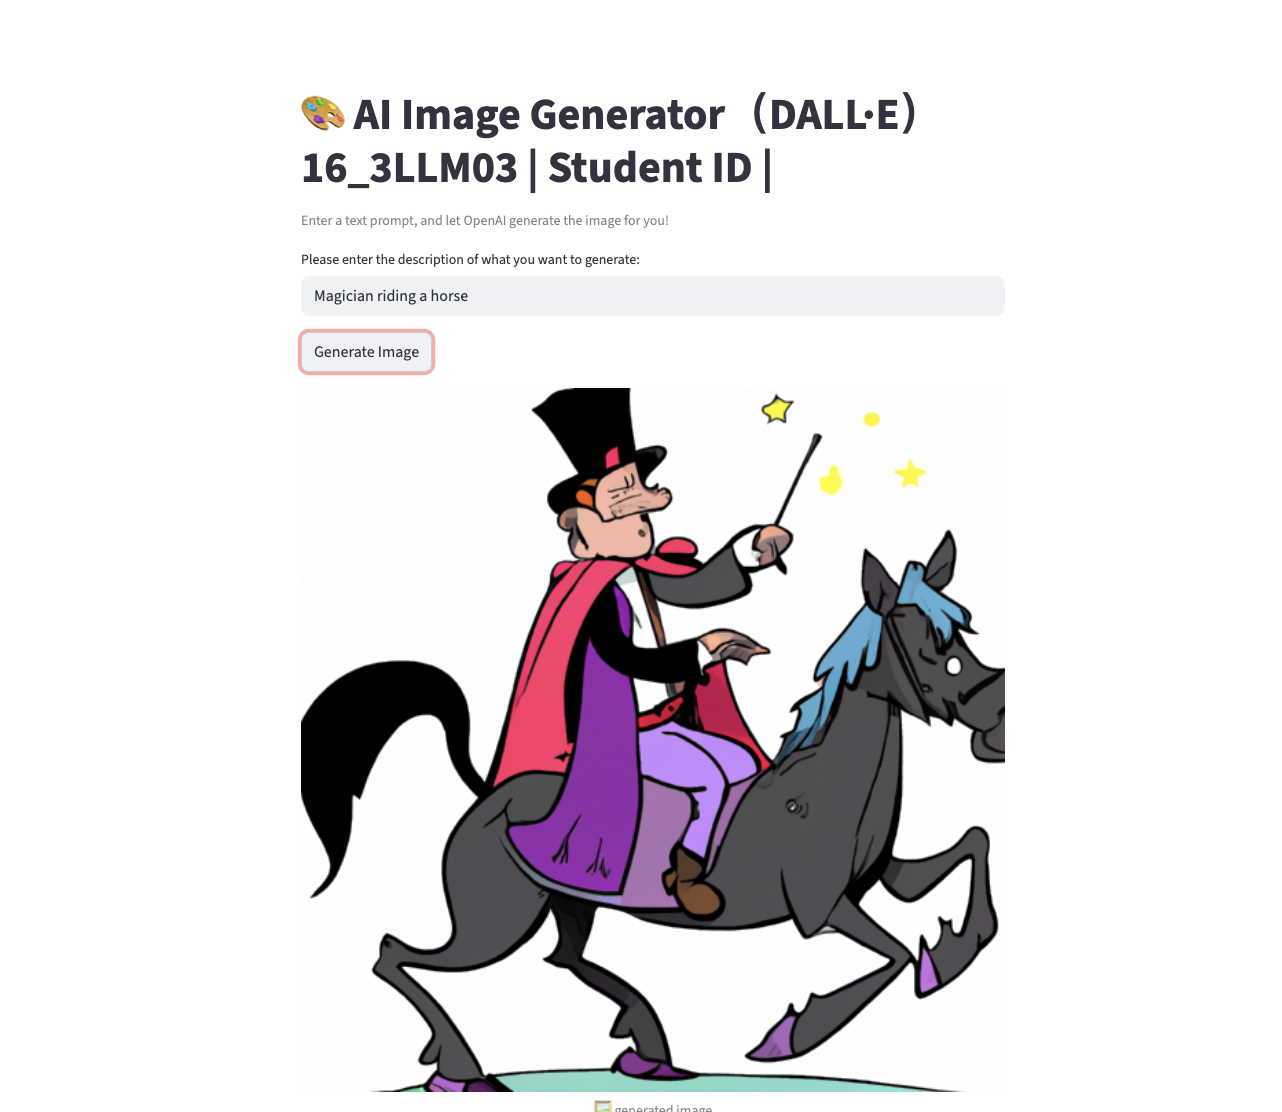 🎨 AI Image Generator（DALL·E）
16_3LLM03 | Student ID |
Enter a text prompt, and let OpenAI generate the image for you!
Please enter the description of what you want to generate:
Magician riding a horse
Generate Image
🖼️ generated image